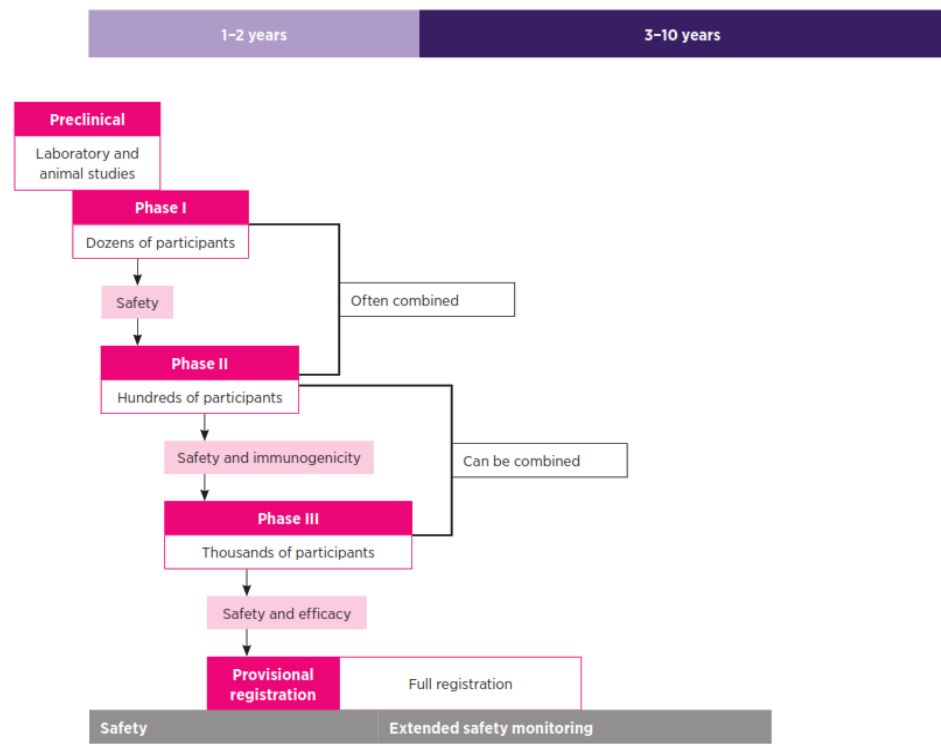 1–2 years
3–10 years
Preclinical
Laboratory and
animal studies
Phase I
Dozens of participants
Safety
Often combined
Phase II
Hundreds of participants
Safety and immunogenicity
Can be combined
Phase III
Thousands of participants
Safety and efficacy
Provisional
registration
Full registration
Safety
Extended safety monitoring